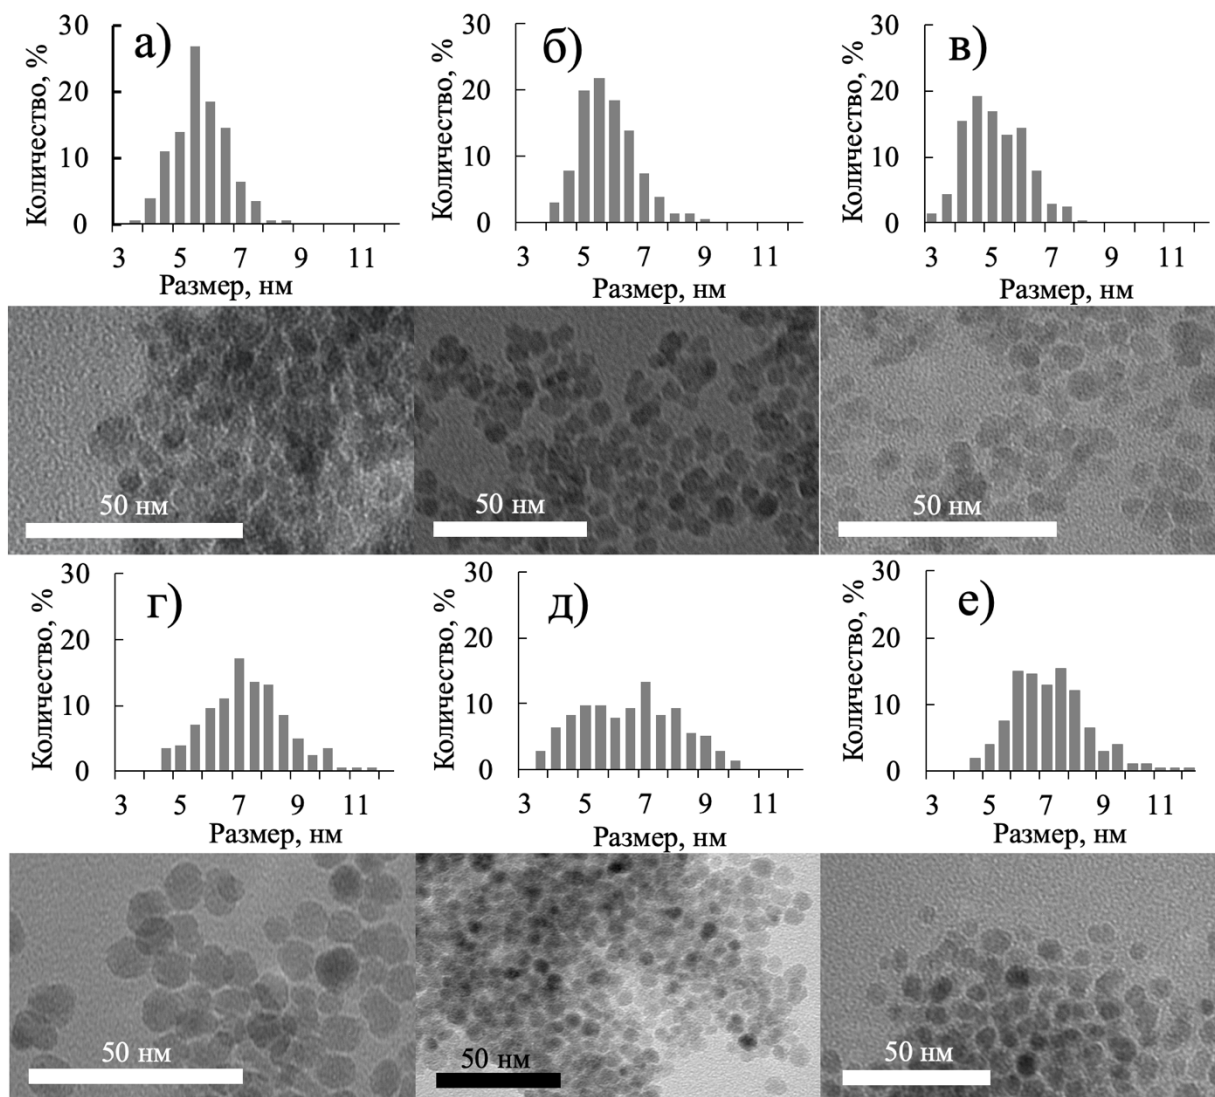 а)
Количество, %
30
20
10
0
3 5 7 9 11
Размер, нм
б)
Количество, %
30
20
10
0
3 5 7 9 11
Размер, нм
в)
Количество, %
30
20
10
0
3 5 7 9 11
Размер, нм
50 нм
50 нм
50 нм
г)
Количество, %
30
20
10
0
3 5 7 9 11
Размер, нм
д)
Количество, %
30
20
10
0
3 5 7 9 11
Размер, нм
е)
Количество, %
30
20
10
0
3 5 7 9 11
Размер, нм
50 нм
50 нм
50 нм